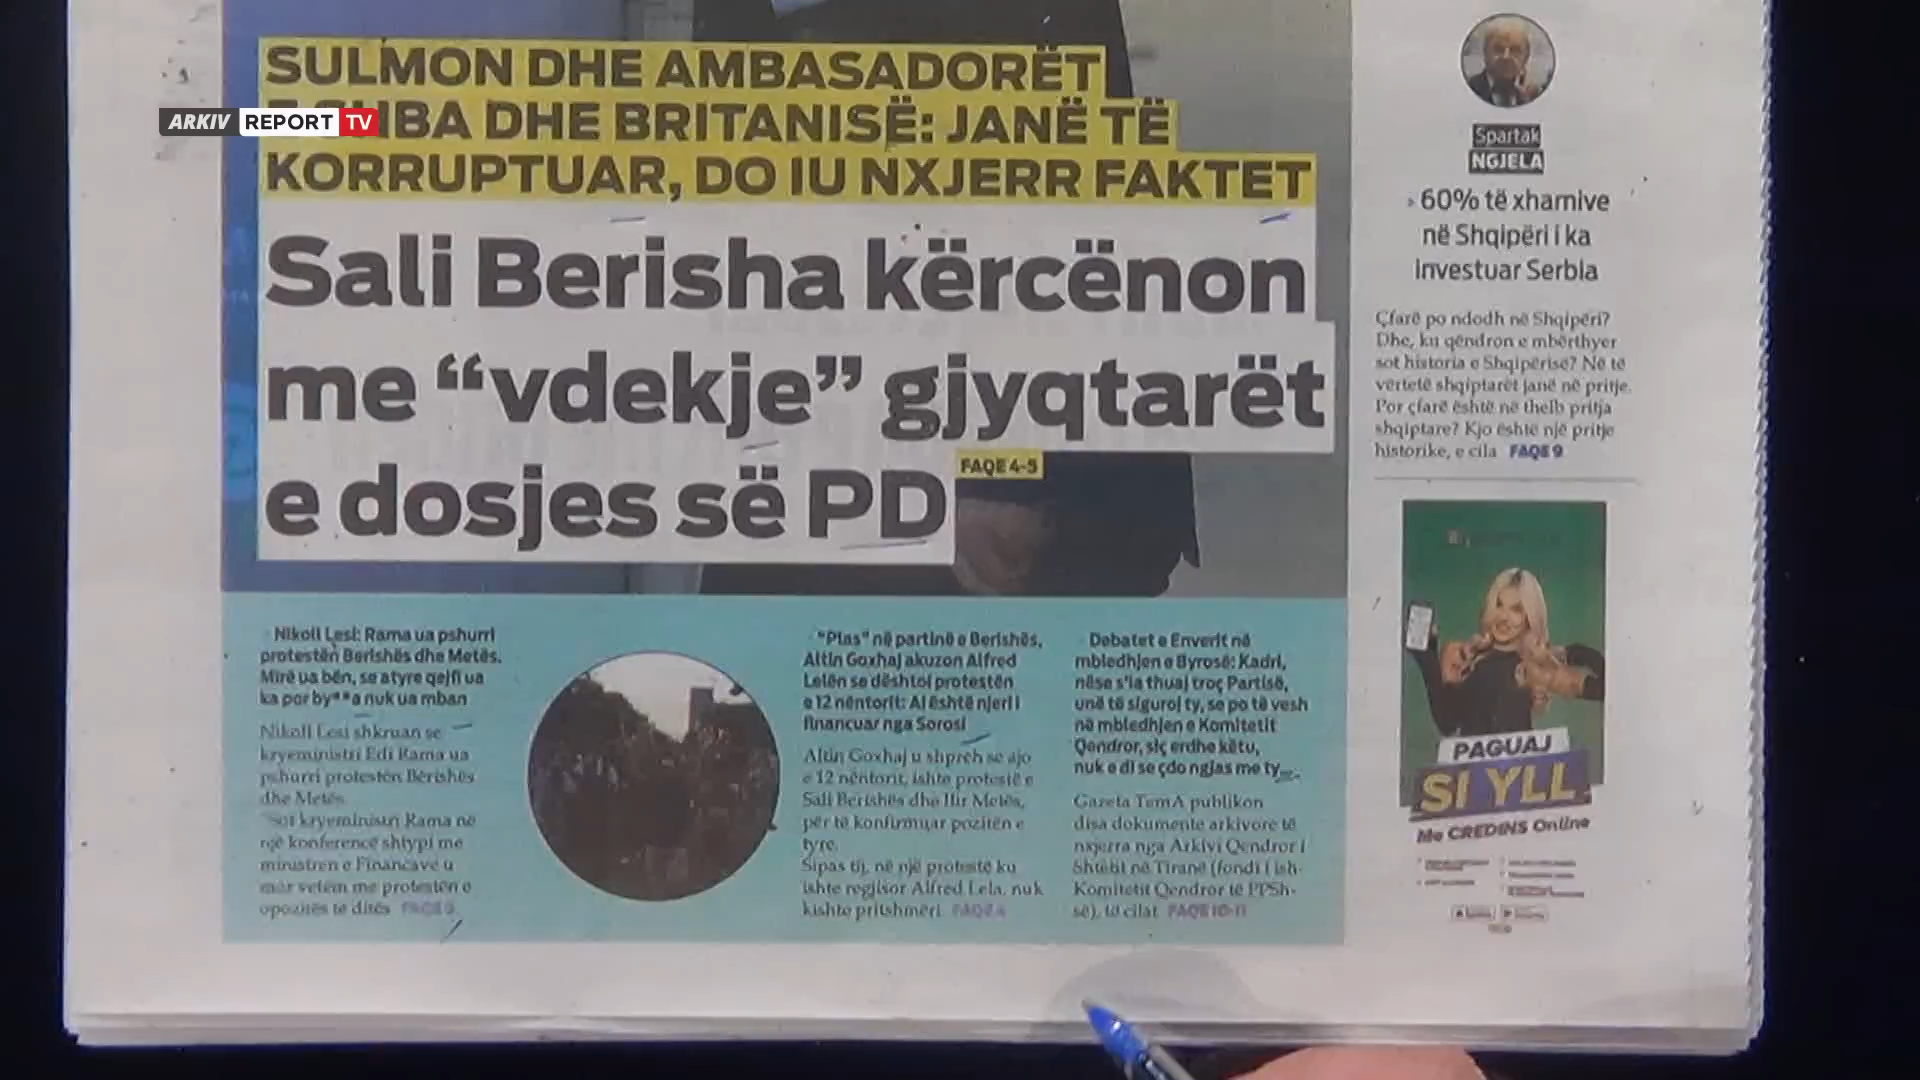 ARKIV REPORT TV
SULMON DHE AMBASADORËT
E SHBA DHE BRITANISË: JANË TË
KORRUPTUAR, DO IU NXJERR FAKTET
Sali Berisha kërcënon
me “vdekje” gjyqtarët
e dosjes së PD
FAQE 4-5
Nikoll Lesi: Rama ua pshurri
protestën Berishës dhe Metës.
Mirë ua bën, se atyre qejfi ua
ka por by**a nuk ua mban
Nikoll Lesi shkruan se
kryeministri Edi Rama ua
pshurri protestën Berishës
dhe Metës.
"Sot kryeministri Rama në
një konferencë shtypi me
ministren e Financave u
mor vetëm me protestën e
opozitës të ditës FAQE
"Plas" në partinë e Berishës,
Altin Goxhaj akuzon Alfred
Lelën se dështoi protestën
e 12 nëntorit: Ai është njeri i
financuar nga Sorosi
Altin Goxhaj u shpreh se ajo
e 12 nëntorit, ishte protestë e
Sali Berishës dhe Ilir Metës,
për të konfirmuar pozitën e
tyre.
Sipas tij, në një protestë ku
ishte regjisor Alfred Lela, nuk
kishte pritshmëri FAQE 4
Debatet e Enverit në
mbledhjen e Byrosë: Kadri,
nëse s'ia thuaj troç Partisë,
unë të siguroj ty, se po të vesh
në mbledhjen e Komitetit
Qendror, siç erdhe këtu,
nuk e di se çdo ngjas me ty...
Gazeta TemA publikon
disa dokumente arkivore të
nxjerra nga Arkivi Qendror i
Shtetit në Tiranë (fondi i ish-
Komitetit Qendror të PPSh-
së), të cilat FAQE 10-11
Spartak
NGJELA
› 60% të xhamive
në Shqipëri i ka
investuar Serbia
Çfarë po ndodh në Shqipëri?
Dhe, ku qëndron e mbërthyer
sot historia e Shqipërisë? Në të
vërtetë shqiptarët janë në pritje.
Por çfarë është në thelb pritja
shqiptare? Kjo është një pritje
historike, e cila FAQE 9
PAGUAJ
SI YLL
Me CREDINS Online